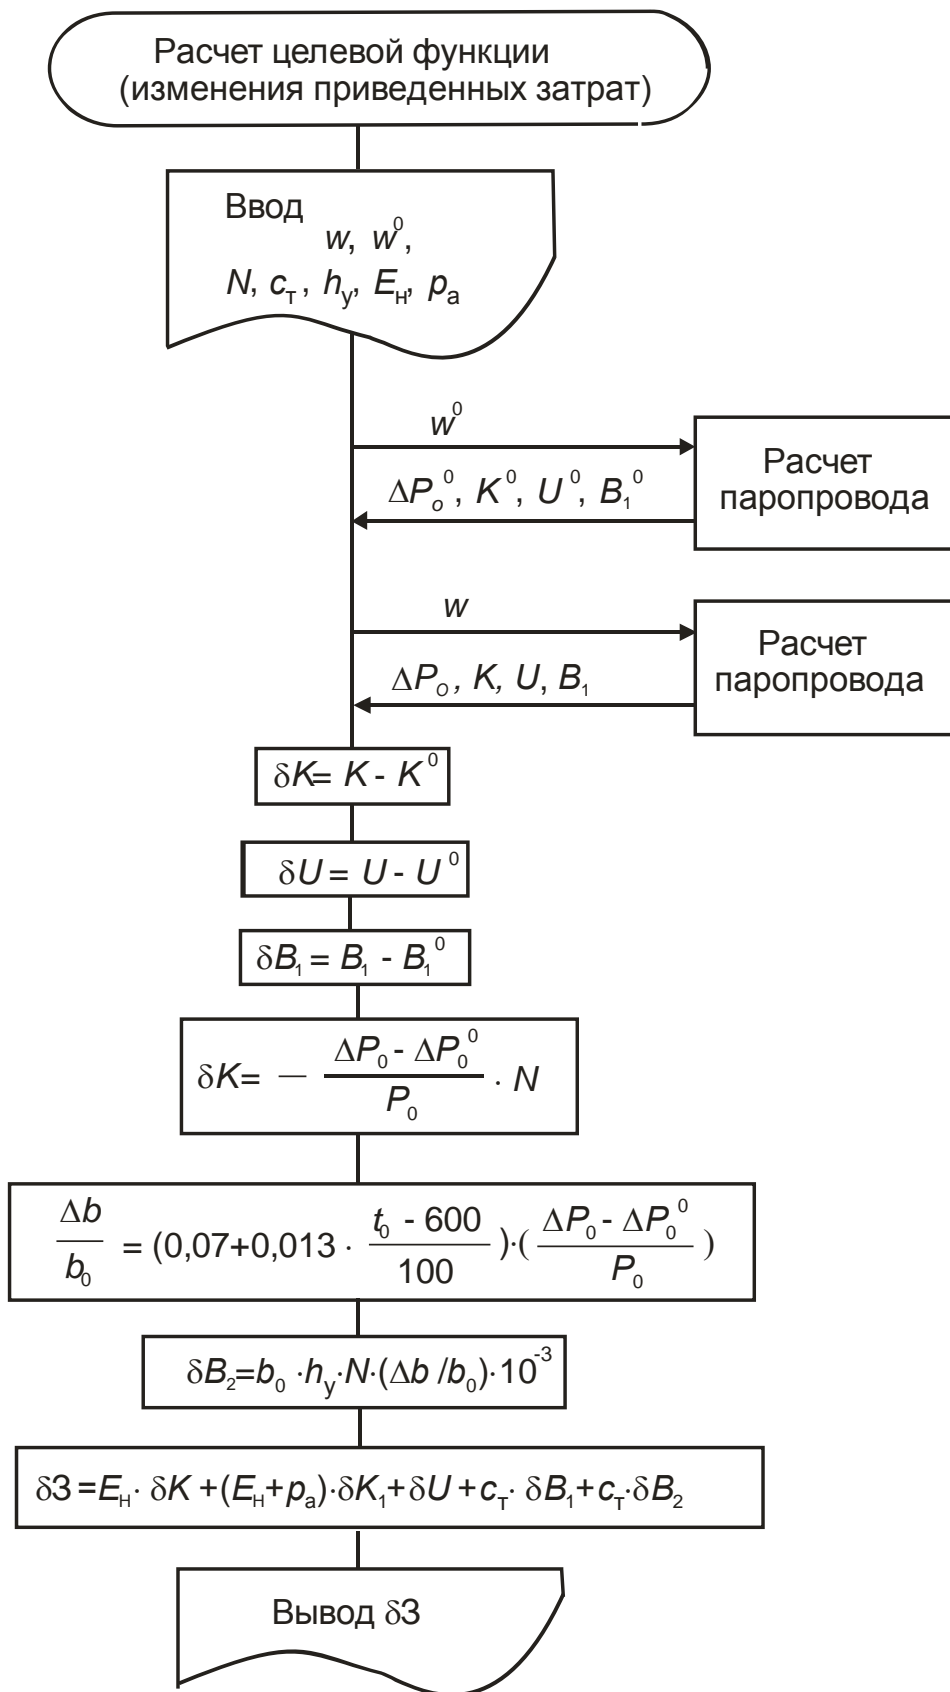 Расчет целевой функции
(изменения приведенных затрат)
Ввод
w, w⁰,
N, cт, hу, Eн, pа
w⁰
Расчет
паропровода
ΔPo⁰, K⁰, U⁰, B₁⁰
w
Расчет
паропровода
ΔPO, K, U, B₁
δK= K - K⁰
δU = U - U⁰
δB₁ = B₁ - B₁⁰
δK= — (ΔP₀ - ΔP₀⁰)/P₀ · N
Δb/b₀ = (0,07+0,013 · (t₀ - 600)/100)·((ΔP₀ - ΔP₀⁰)/P₀)
δB₂=b₀ ·hу·N·(Δb /b₀)·10⁻³
δЗ =Eн· δK +(Eн+pа)·δK₁+δU +cт· δB₁+cт·δB₂
Вывод δЗ